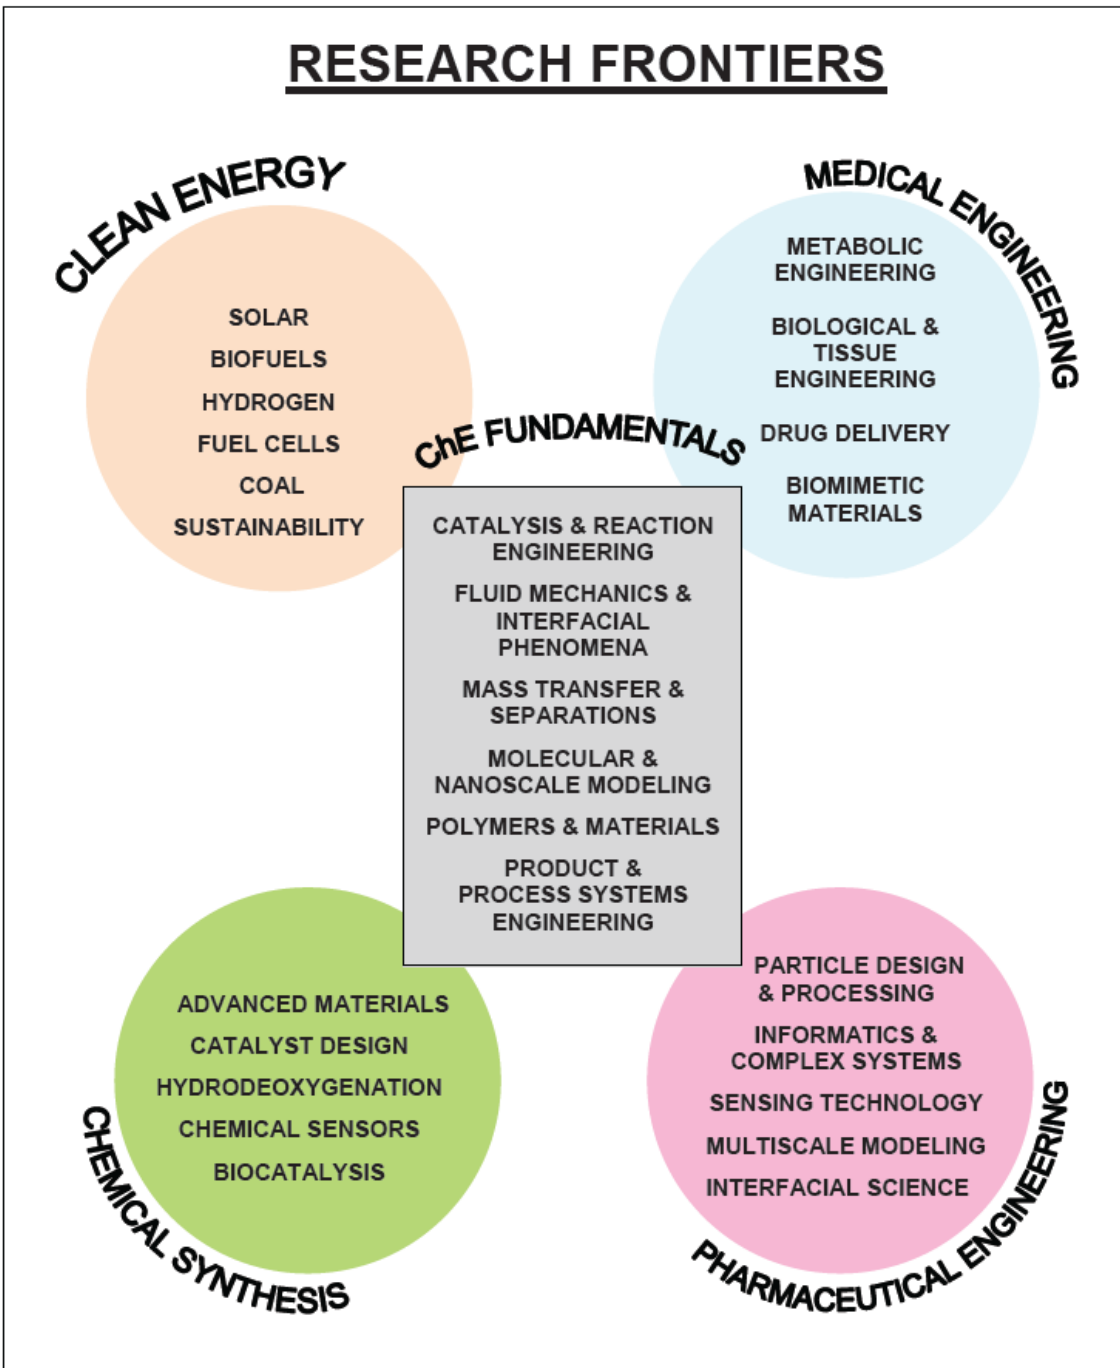 RESEARCH FRONTIERS
CLEAN ENERGY
SOLAR
BIOFUELS
HYDROGEN
FUEL CELLS
COAL
SUSTAINABILITY
MEDICAL ENGINEERING
METABOLIC
ENGINEERING
BIOLOGICAL &
TISSUE
ENGINEERING
DRUG DELIVERY
BIOMIMETIC
MATERIALS
ChE FUNDAMENTALS
CATALYSIS & REACTION
ENGINEERING
FLUID MECHANICS &
INTERFACIAL
PHENOMENA
MASS TRANSFER &
SEPARATIONS
MOLECULAR &
NANOSCALE MODELING
POLYMERS & MATERIALS
PRODUCT &
PROCESS SYSTEMS
ENGINEERING
ADVANCED MATERIALS
CATALYST DESIGN
HYDRODEOXYGENATION
CHEMICAL SENSORS
BIOCATALYSIS
CHEMICAL SYNTHESIS
PARTICLE DESIGN
& PROCESSING
INFORMATICS &
COMPLEX SYSTEMS
SENSING TECHNOLOGY
MULTISCALE MODELING
INTERFACIAL SCIENCE
PHARMACEUTICAL ENGINEERING